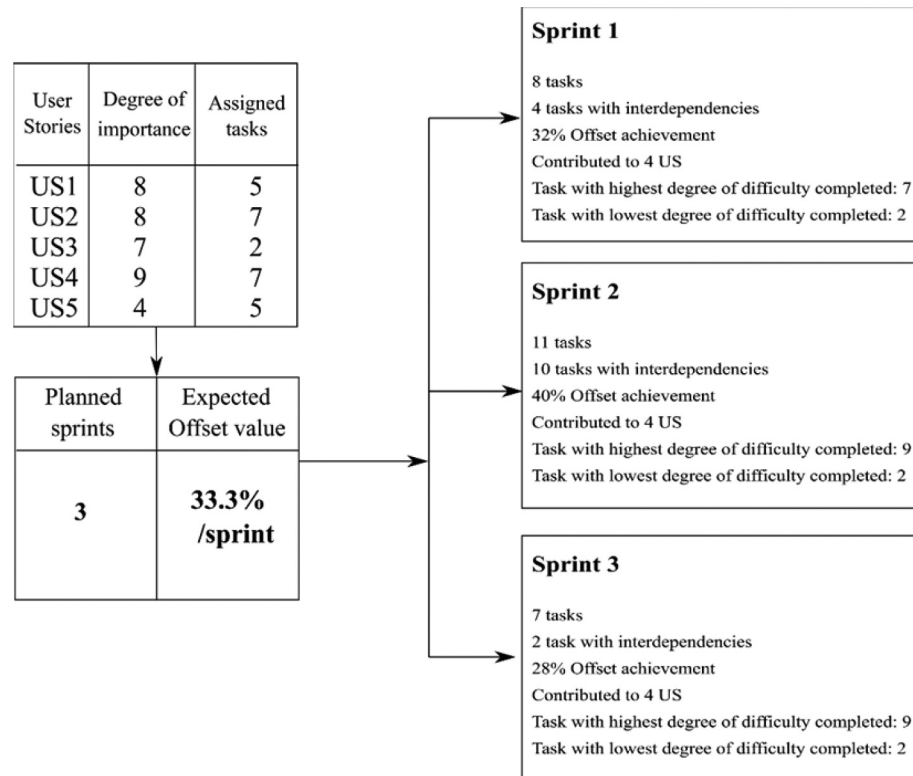 User Stories
Degree of importance
Assigned tasks
US1 8 5
US2 8 7
US3 7 2
US4 9 7
US5 4 5
Planned sprints
Expected Offset value
3
33.3% /sprint
Sprint 1
8 tasks
4 tasks with interdependencies
32% Offset achievement
Contributed to 4 US
Task with highest degree of difficulty completed: 7
Task with lowest degree of difficulty completed: 2
Sprint 2
11 tasks
10 tasks with interdependencies
40% Offset achievement
Contributed to 4 US
Task with highest degree of difficulty completed: 9
Task with lowest degree of difficulty completed: 2
Sprint 3
7 tasks
2 task with interdependencies
28% Offset achievement
Contributed to 4 US
Task with highest degree of difficulty completed: 9
Task with lowest degree of difficulty completed: 2